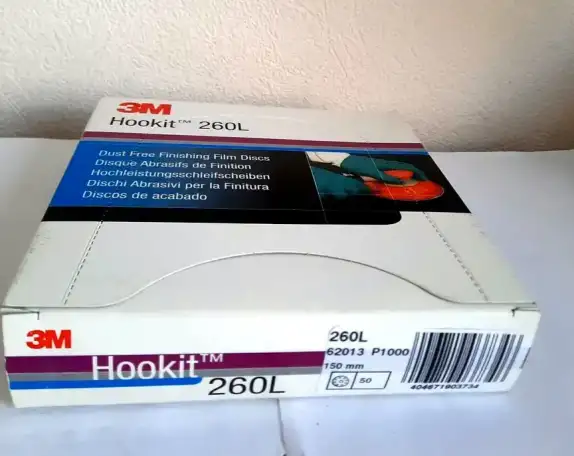 3M
Hookit™ 260L
Dust Free Finishing Film Discs
Disque Abrasifs de Finition
Hochleistungsschleifscheiben
Dischi Abrasivi per la Finitura
Discos de acabado
3M
Hookit™
260L
260L
62013 P1000
150 mm
50
404671903734